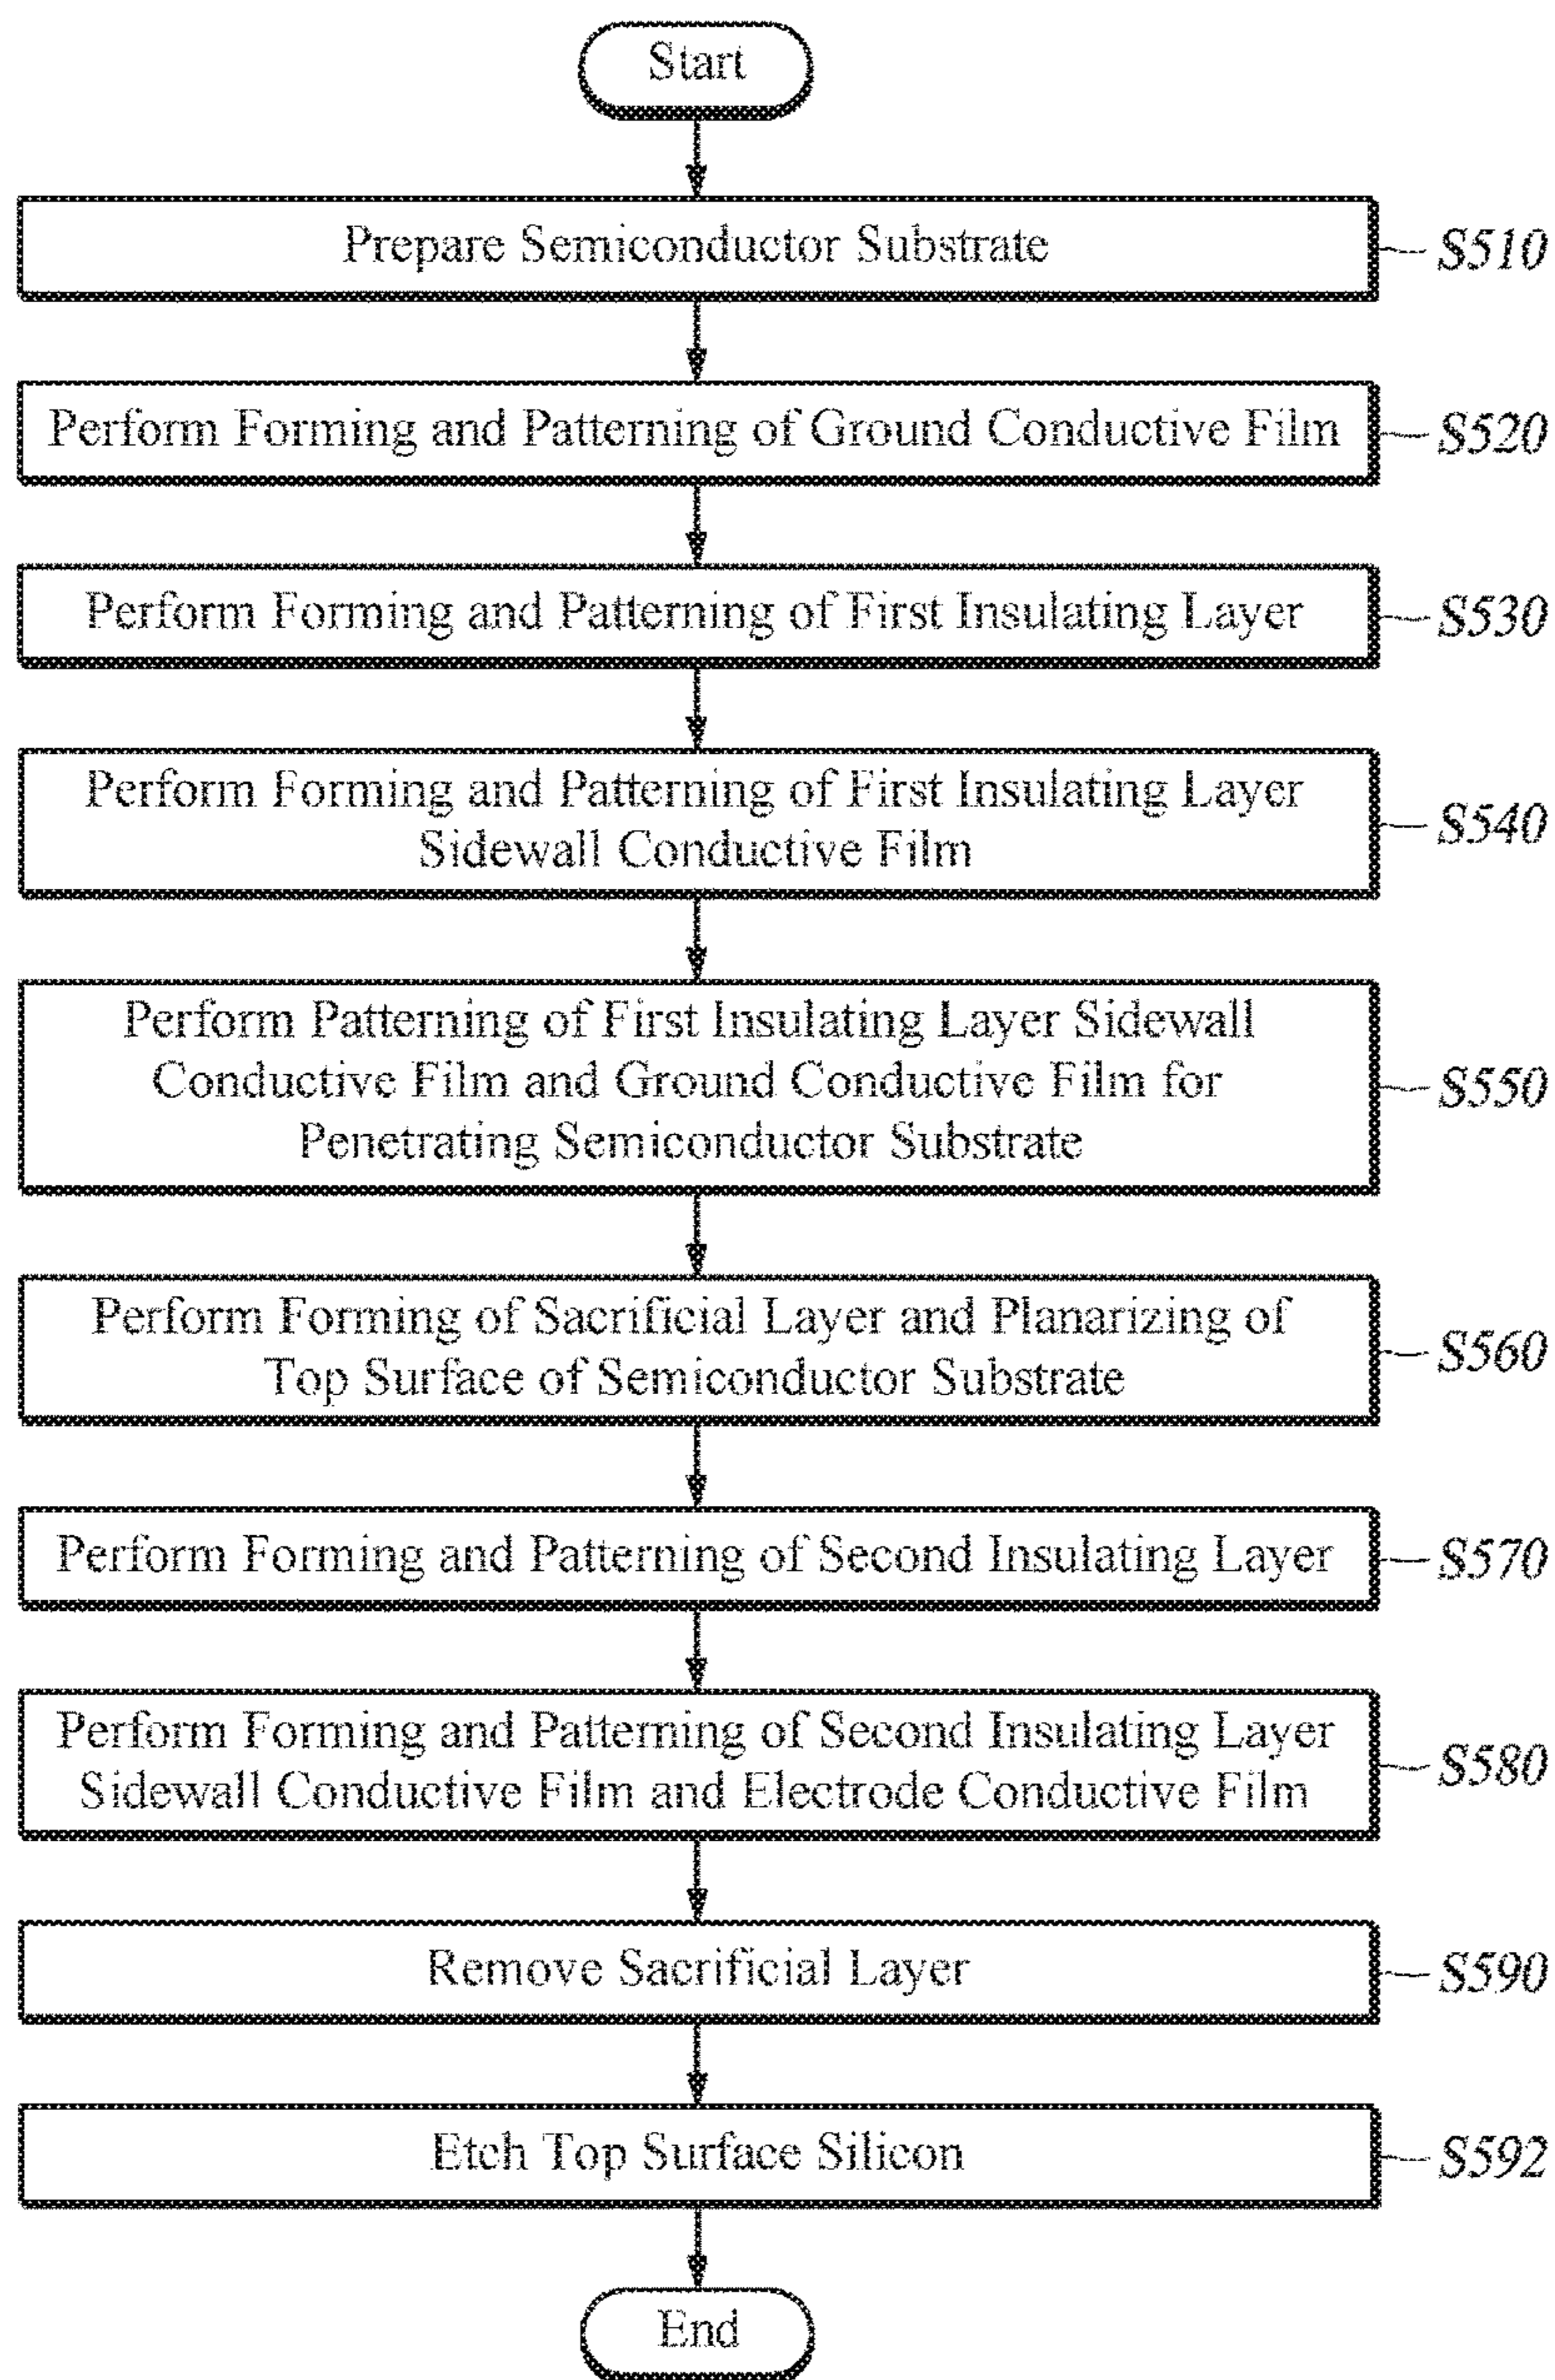 Start
Prepare Semiconductor Substrate
S510
Perform Forming and Patterning of Ground Conductive Film
S520
Perform Forming and Patterning of First Insulating Layer
S530
Perform Forming and Patterning of First Insulating Layer
Sidewall Conductive Film
S540
Perform Patterning of First Insulating Layer Sidewall
Conductive Film and Ground Conductive Film for
Penetrating Semiconductor Substrate
S550
Perform Forming of Sacrificial Layer and Planarizing of
Top Surface of Semiconductor Substrate
S560
Perform Forming and Patterning of Second Insulating Layer
S570
Perform Forming and Patterning of Second Insulating Layer
Sidewall Conductive Film and Electrode Conductive Film
S580
Remove Sacrificial Layer
S590
Etch Top Surface Silicon
S592
End